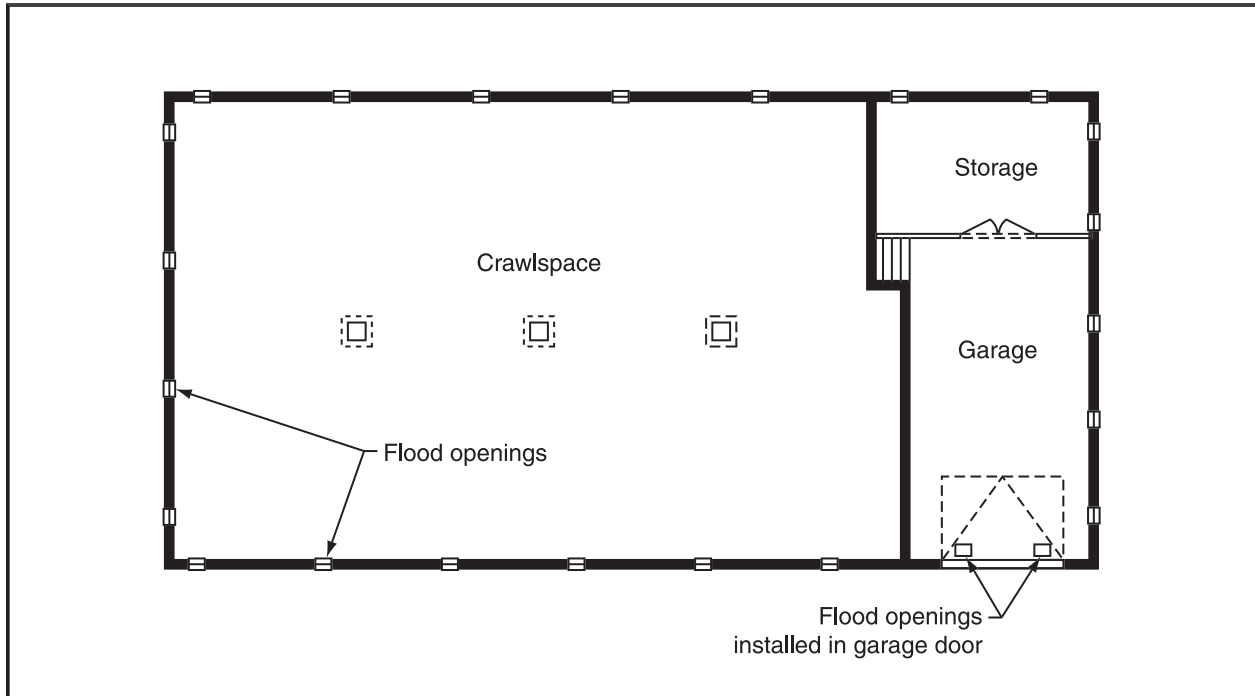 Storage
Crawlspace
Garage
Flood openings
Flood openings
installed in garage door